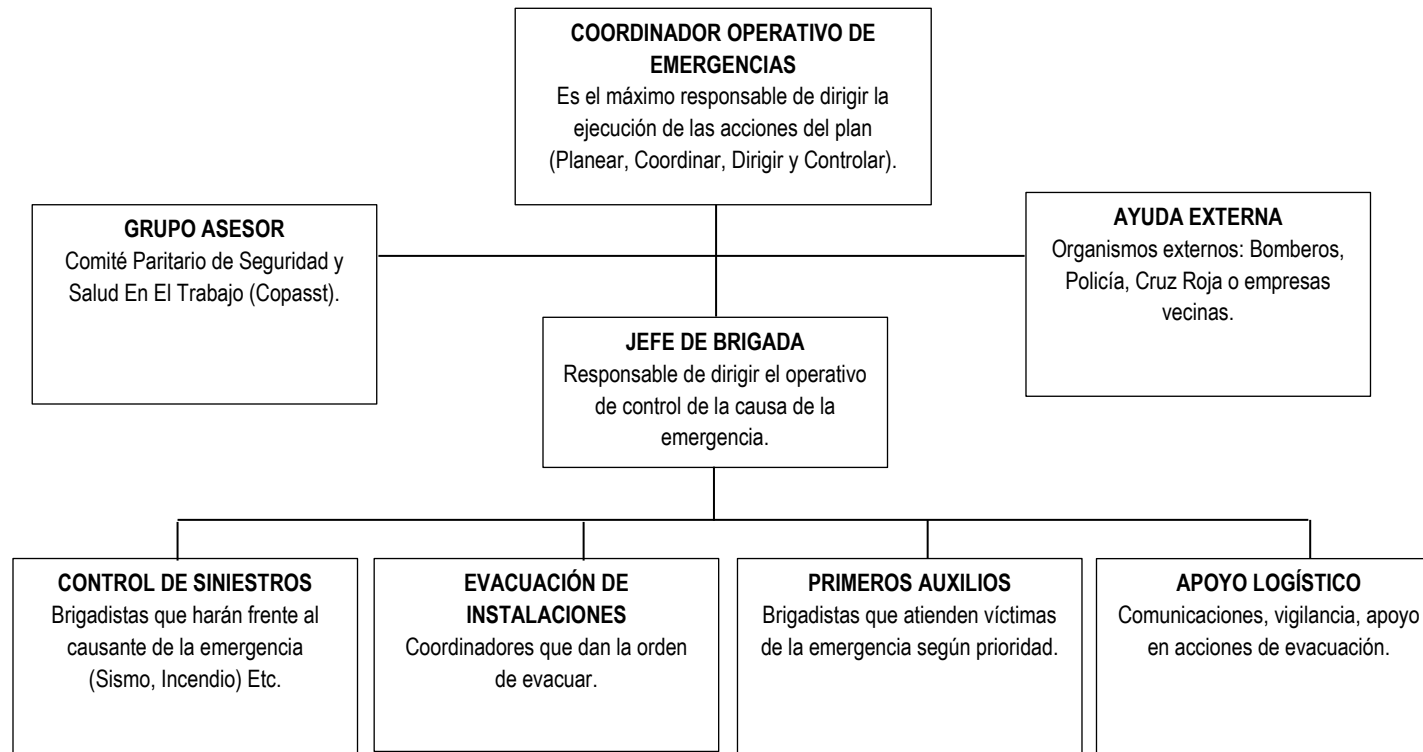 COORDINADOR OPERATIVO DE
EMERGENCIAS
Es el máximo responsable de dirigir la
ejecución de las acciones del plan
(Planear, Coordinar, Dirigir y Controlar).
GRUPO ASESOR
Comité Paritario de Seguridad y
Salud En El Trabajo (Copasst).
AYUDA EXTERNA
Organismos externos: Bomberos,
Policía, Cruz Roja o empresas
vecinas.
JEFE DE BRIGADA
Responsable de dirigir el operativo
de control de la causa de la
emergencia.
CONTROL DE SINIESTROS
Brigadistas que harán frente al
causante de la emergencia
(Sismo, Incendio) Etc.
EVACUACIÓN DE
INSTALACIONES
Coordinadores que dan la orden
de evacuar.
PRIMEROS AUXILIOS
Brigadistas que atienden víctimas
de la emergencia según prioridad.
APOYO LOGÍSTICO
Comunicaciones, vigilancia, apoyo
en acciones de evacuación.